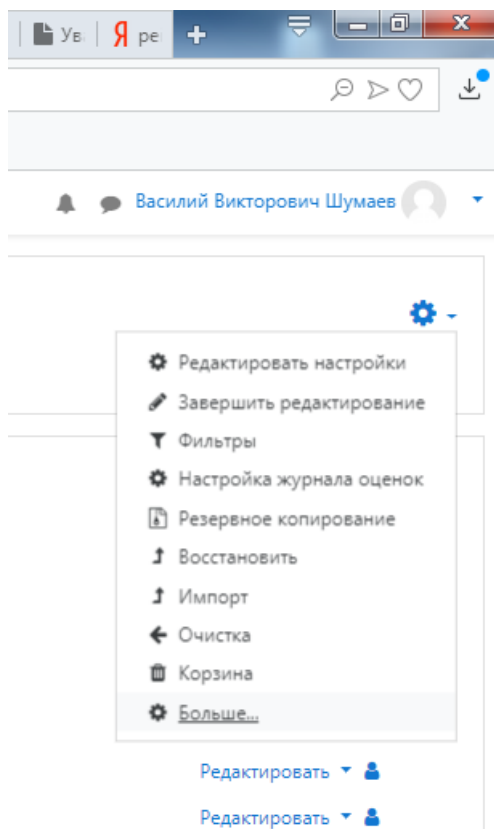 Ув Я ре
Василий Викторович Шумаев
Редактировать настройки
Завершить редактирование
Фильтры
Настройка журнала оценок
Резервное копирование
Восстановить
Импорт
Очистка
Корзина
Больше...
Редактировать
Редактировать